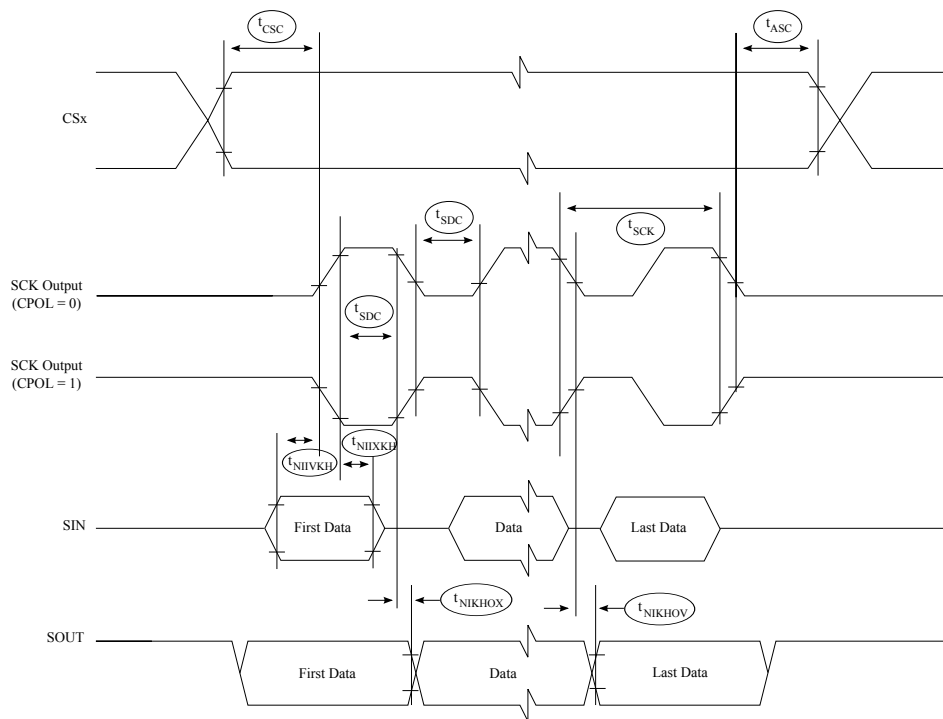 tCSC
tASC
CSx
tSDC
tSCK
SCK Output
(CPOL = 0)
tSDC
SCK Output
(CPOL = 1)
tNIIXKH
tNIIVKH
SIN
First Data
Data
Last Data
tNIKHOX
tNIKHOV
SOUT
First Data
Data
Last Data